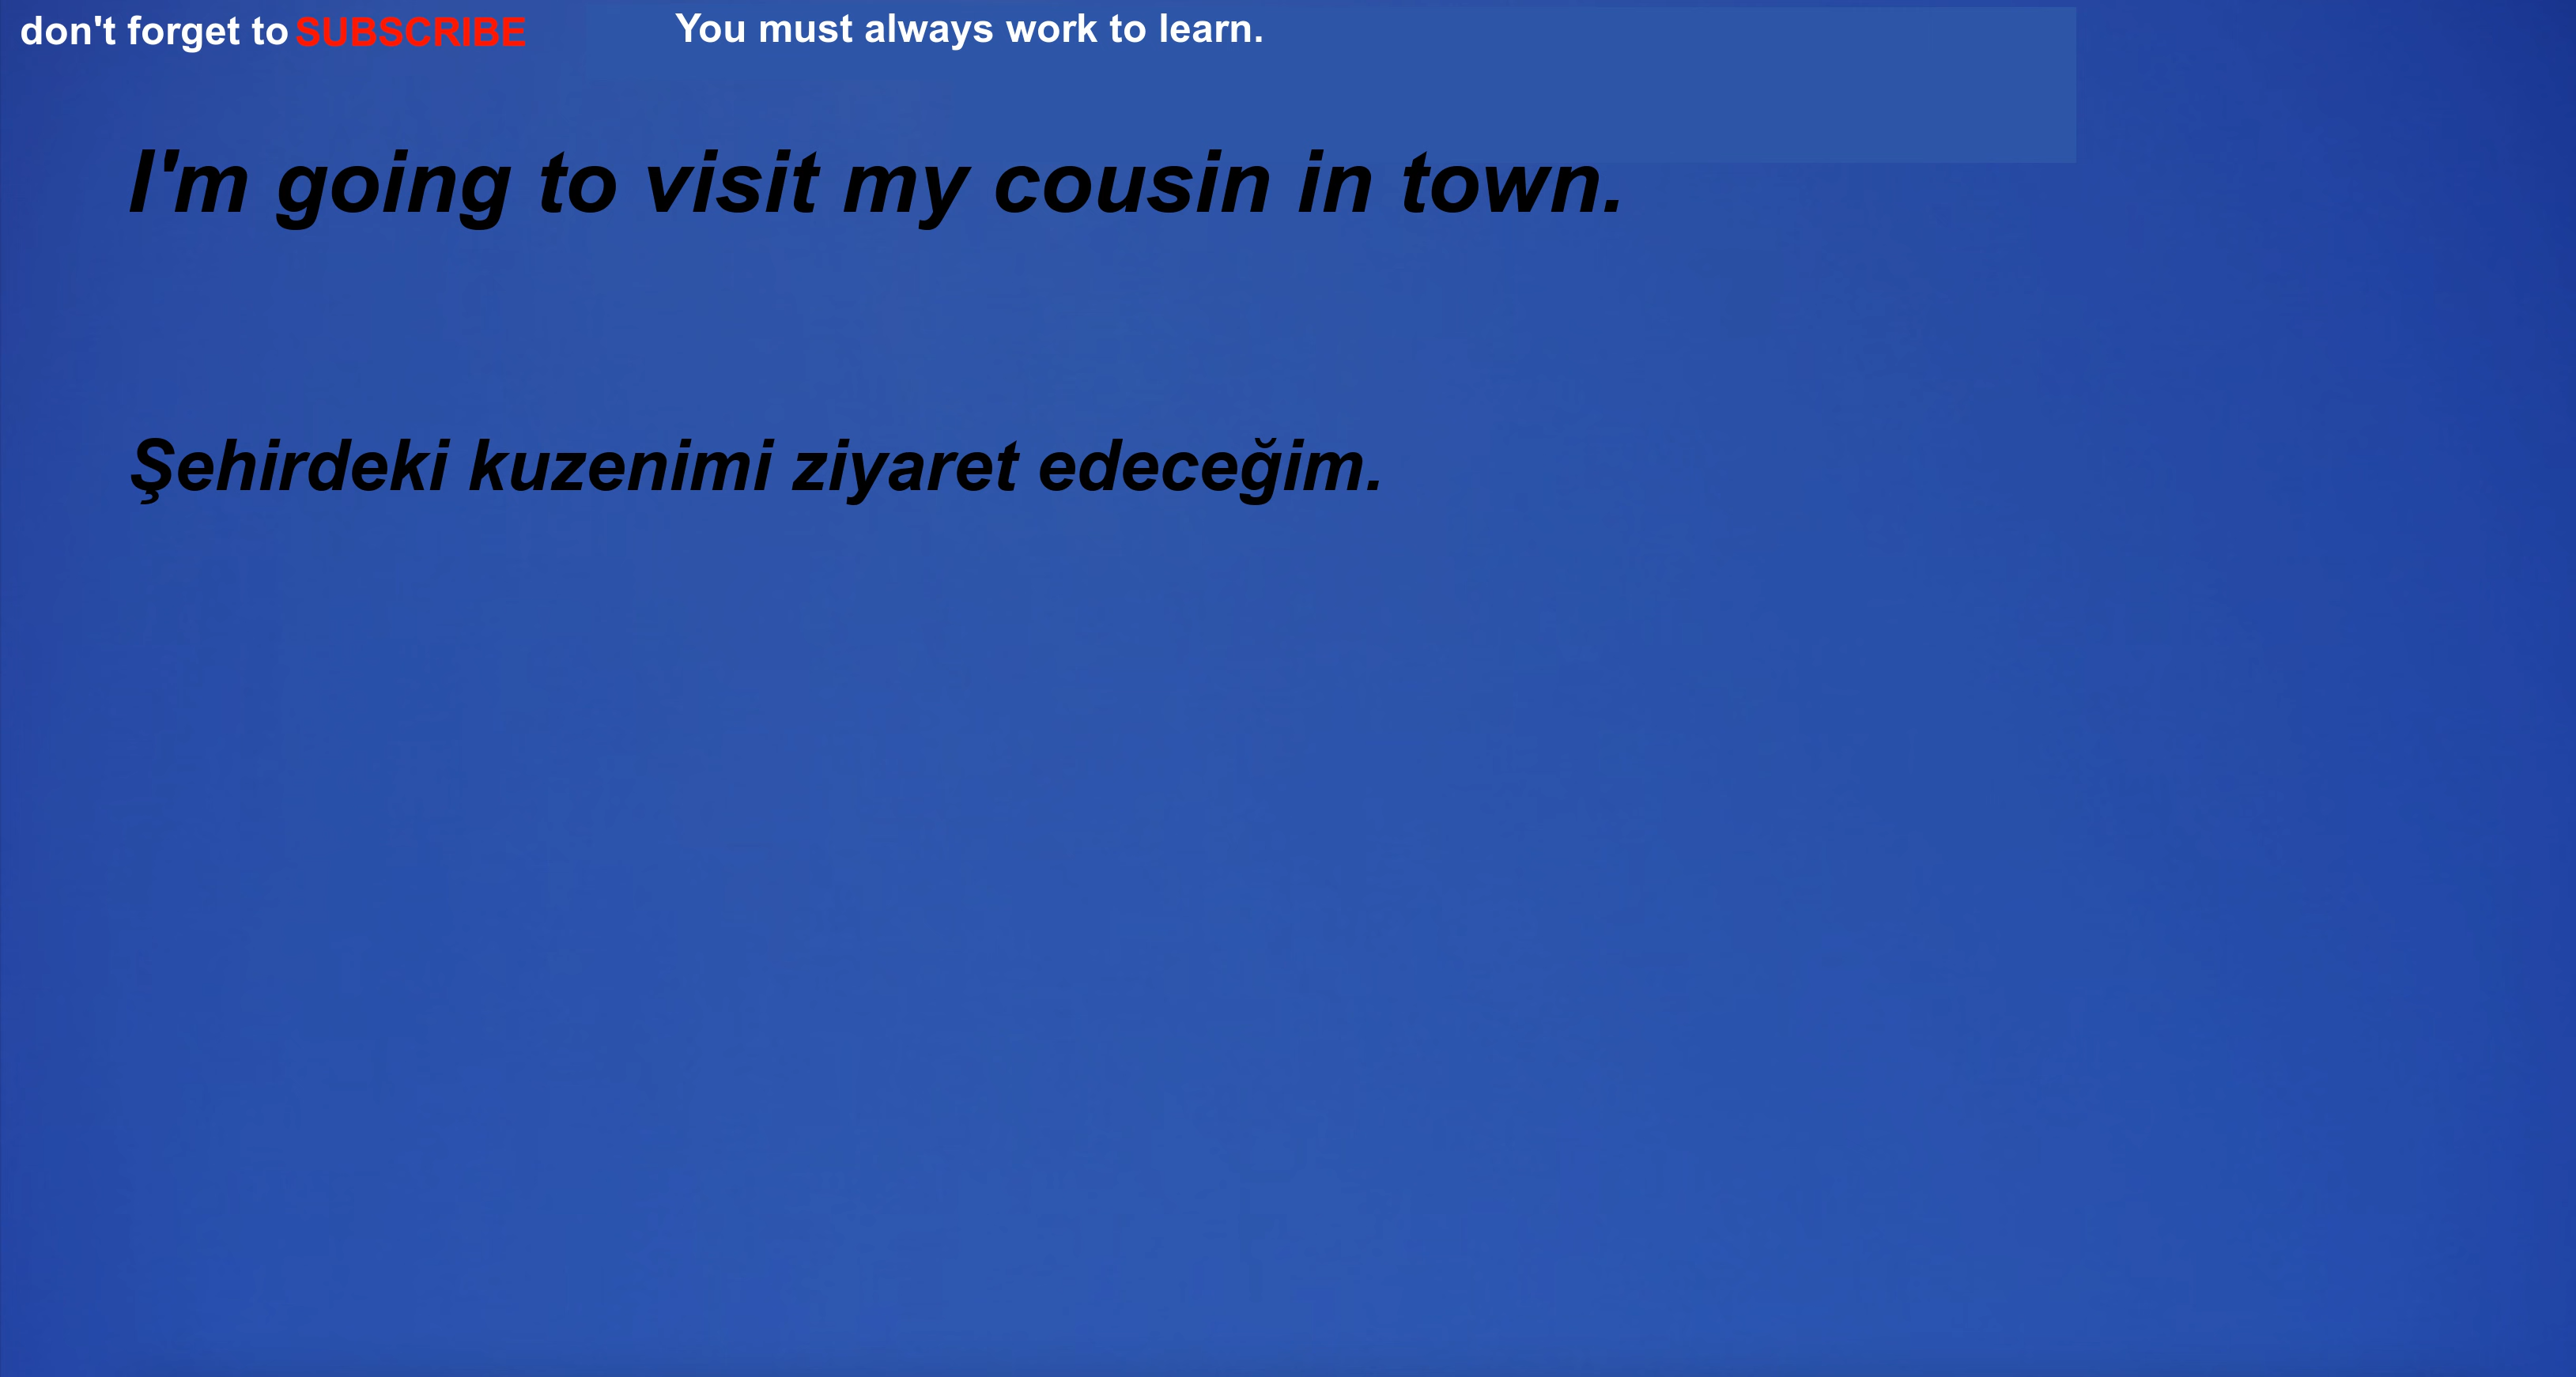 don't forget to SUBSCRIBE You must always work to learn.
I'm going to visit my cousin in town.
Şehirdeki kuzenimi ziyaret edeceğim.